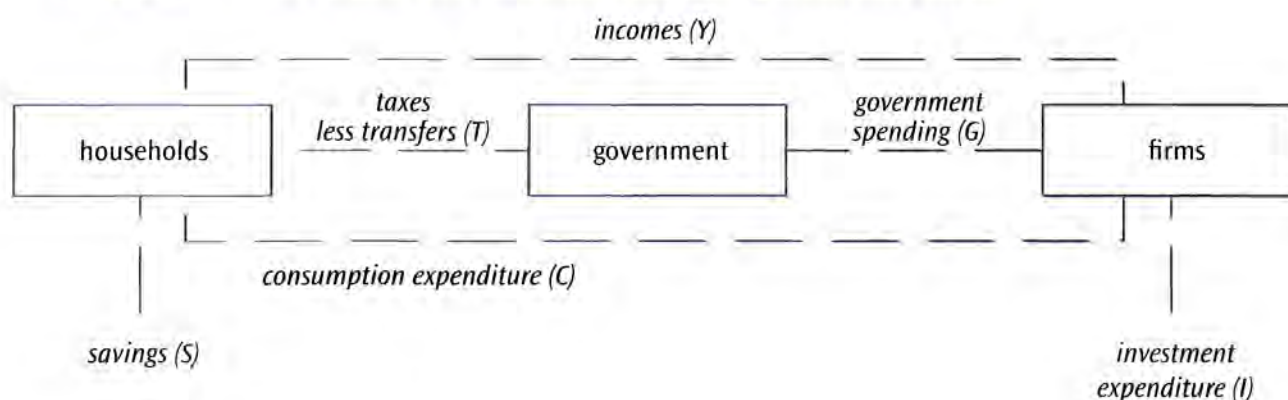 incomes (Y)
taxes
less transfers (T)
government
spending (G)
households
government
firms
consumption expenditure (C)
savings (S)
investment
expenditure (I)